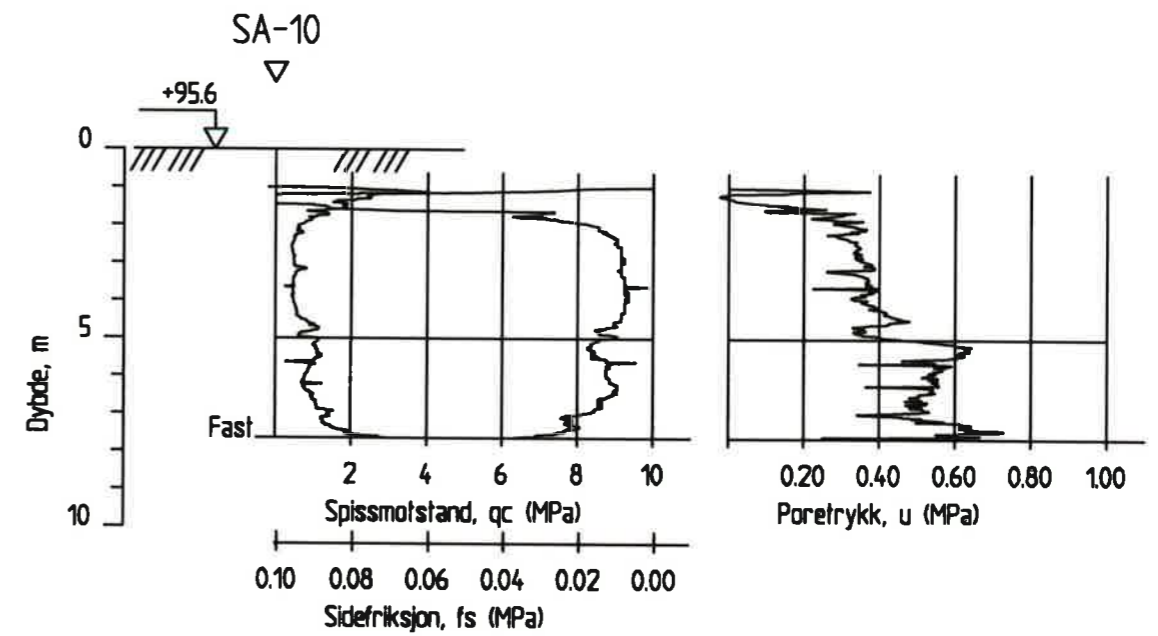 SA-10
+95.6
0
5
10
Dybde, m
Fast
2 4 6 8 10
Spissmotstand, qc (MPa)
0.10 0.08 0.06 0.04 0.02 0.00
Sidefriksjon, fs (MPa)
0.20 0.40 0.60 0.80 1.00
Poretrykk, u (MPa)